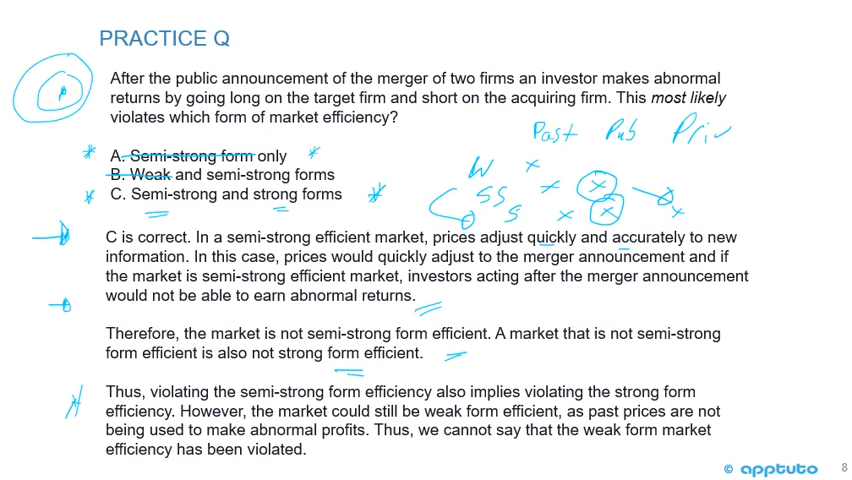 PRACTICE Q
After the public announcement of the merger of two firms an investor makes abnormal
returns by going long on the target firm and short on the acquiring firm. This most likely
violates which form of market efficiency?
Past Pub Priv
A. Semi-strong form only
W x
B. Weak and semi-strong forms
SS x x
C. Semi-strong and strong forms
S x x x
C is correct. In a semi-strong efficient market, prices adjust quickly and accurately to new
information. In this case, prices would quickly adjust to the merger announcement and if
the market is semi-strong efficient market, investors acting after the merger announcement
would not be able to earn abnormal returns.
Therefore, the market is not semi-strong form efficient. A market that is not semi-strong
form efficient is also not strong form efficient.
Thus, violating the semi-strong form efficiency also implies violating the strong form
efficiency. However, the market could still be weak form efficient, as past prices are not
being used to make abnormal profits. Thus, we cannot say that the weak form market
efficiency has been violated.
© apptuto 8